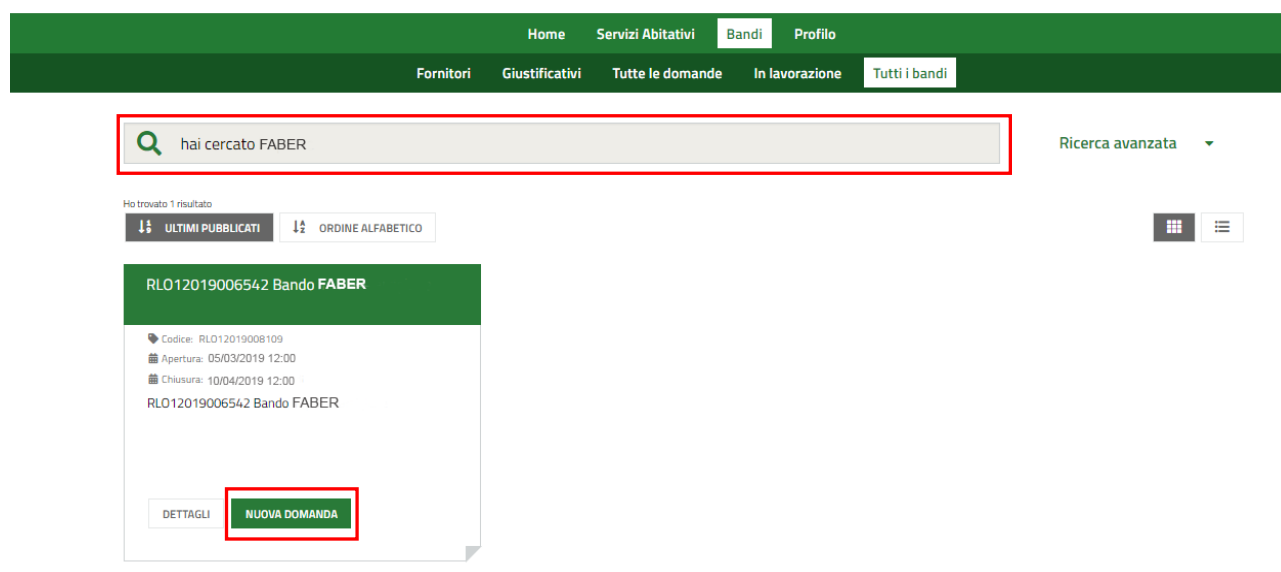 Home Servizi Abitativi Bandi Profilo
Fornitori Giustificativi Tutte le domande In lavorazione Tutti i bandi
hai cercato FABER
Ricerca avanzata
Ho trovato 1 risultato
ULTIMI PUBBLICATI
ORDINE ALFABETICO
RLO12019006542 Bando FABER
Codice: RLO12019008109
Apertura: 05/03/2019 12:00
Chiusura: 10/04/2019 12:00
RLO12019006542 Bando FABER
DETTAGLI
NUOVA DOMANDA